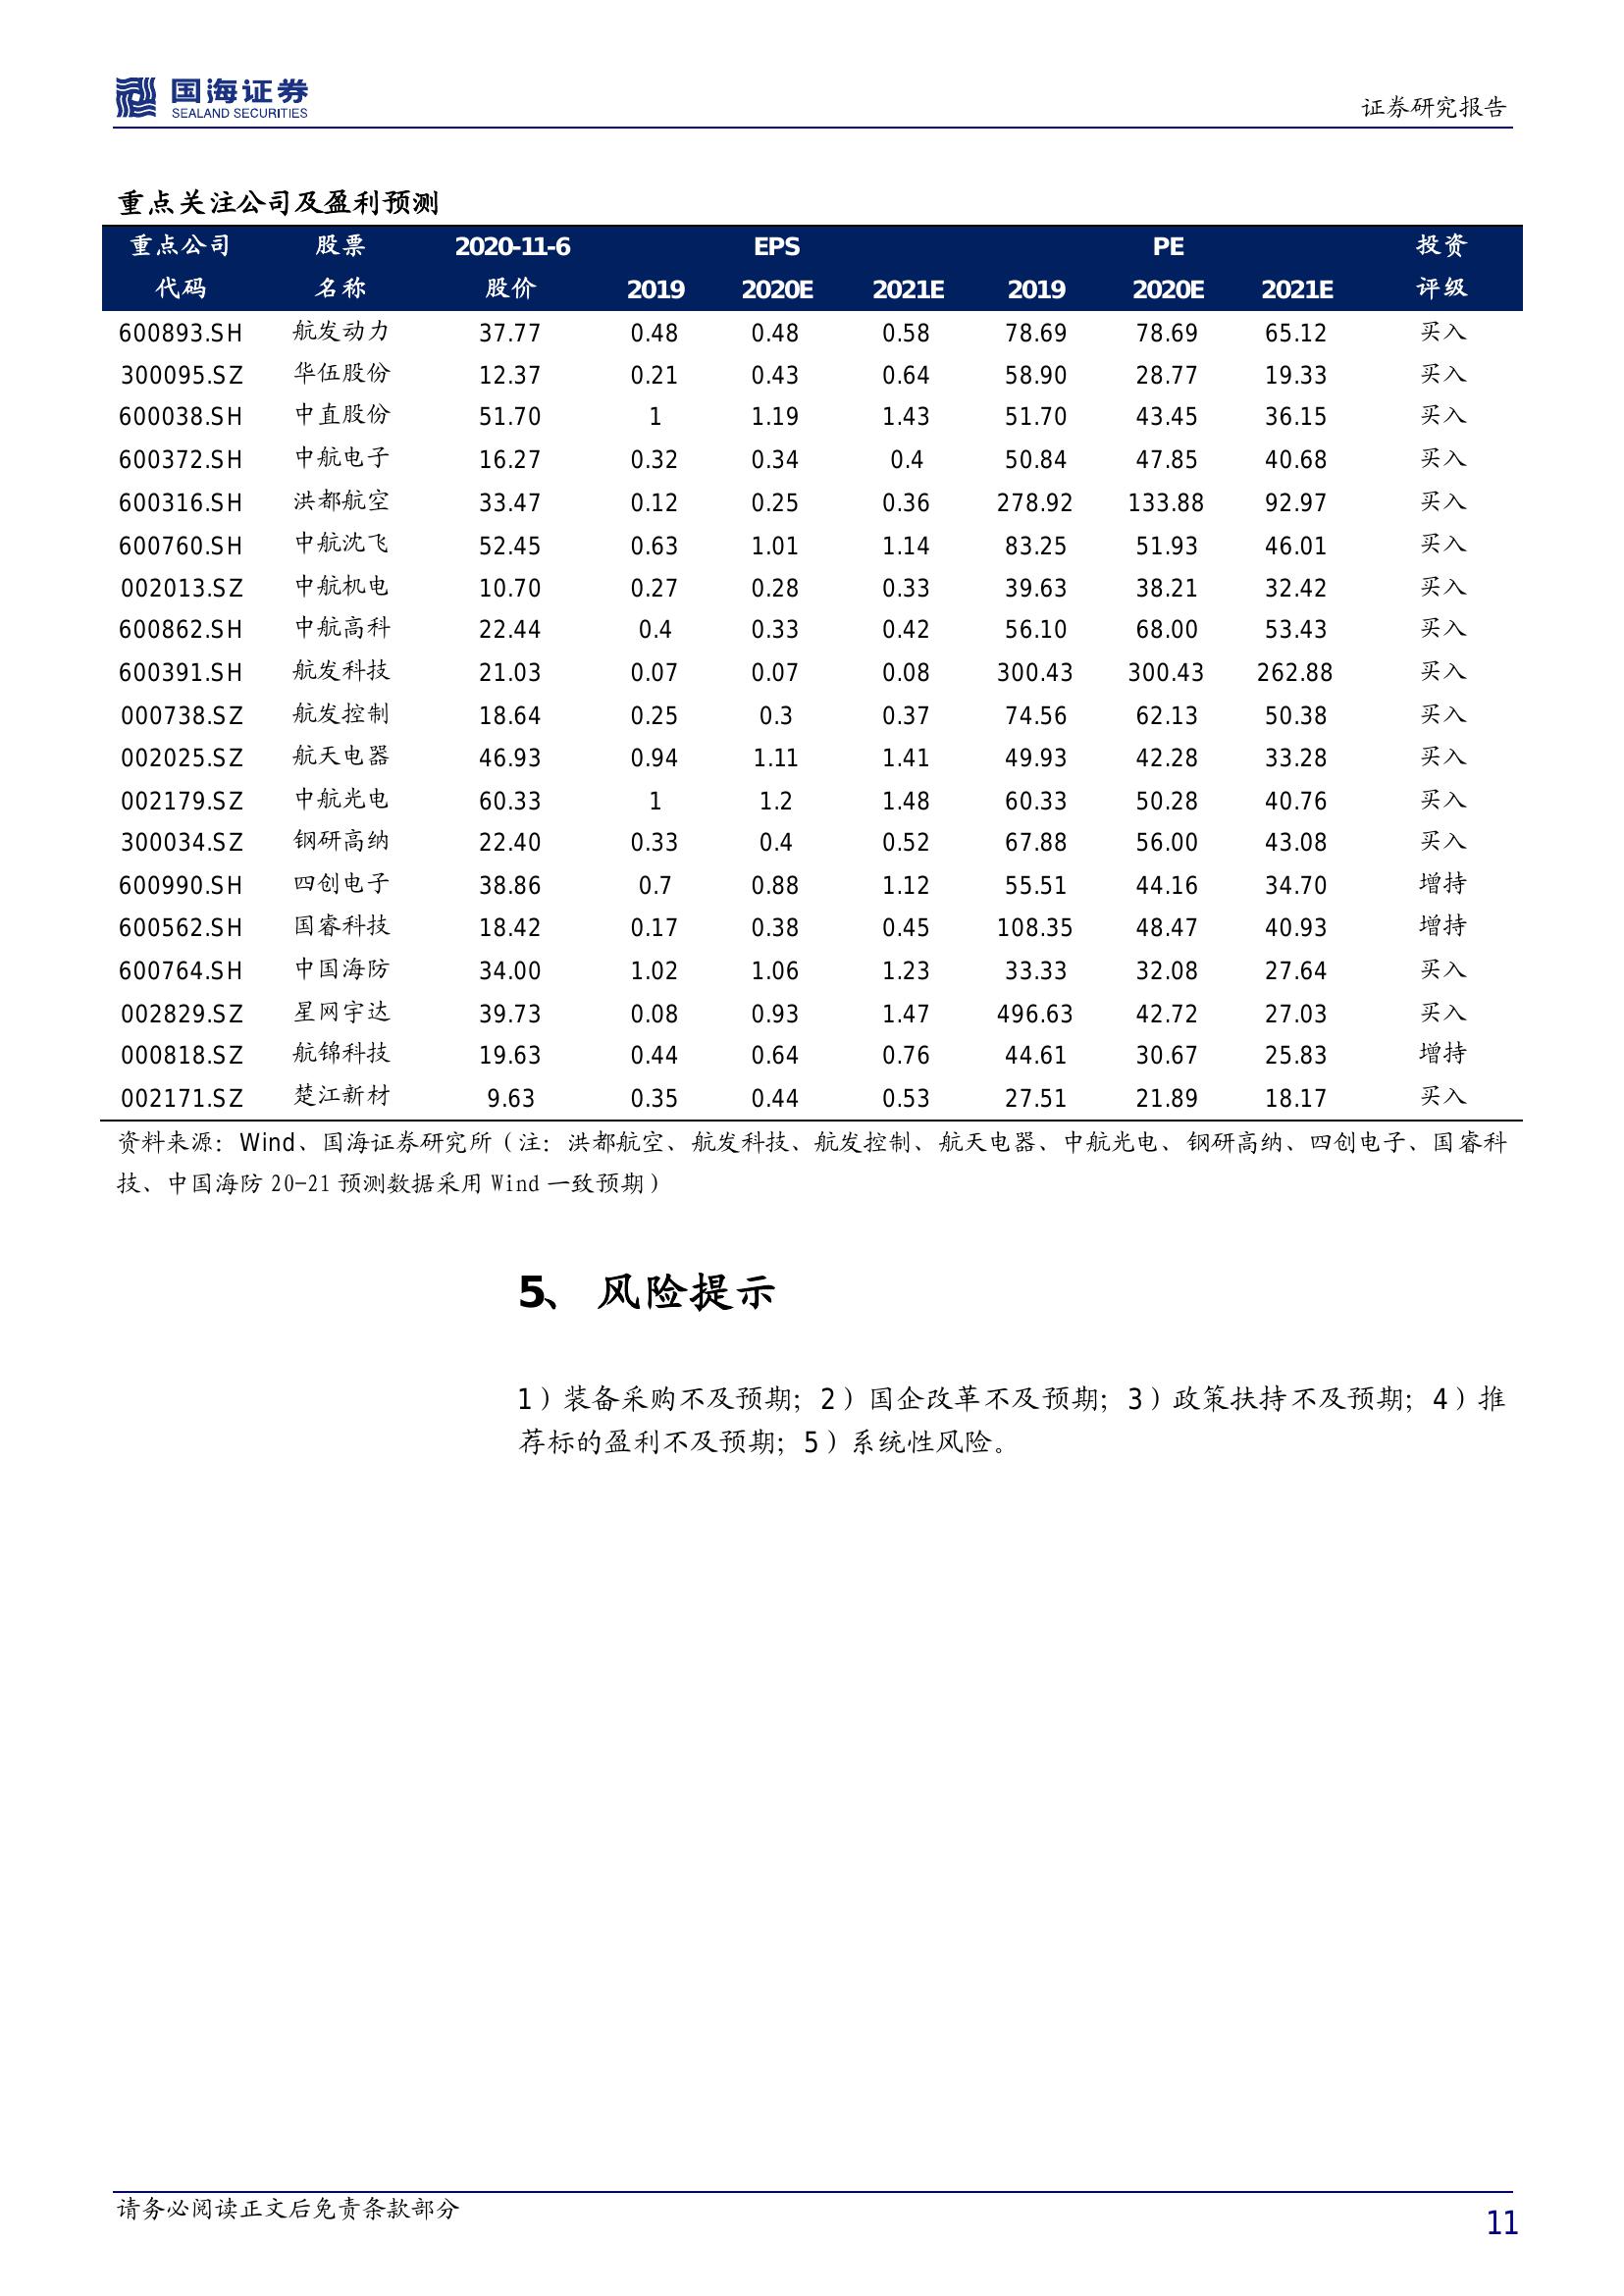 国海证券
SEALAND SECURITIES
证券研究报告
重点关注公司及盈利预测
重点公司 股票 2020-11-6 EPS PE 投资
代码 名称 股价 2019 2020E 2021E 2019 2020E 2021E 评级
600893.SH 航发动力 37.77 0.48 0.48 0.58 78.69 78.69 65.12 买入
300095.SZ 华伍股份 12.37 0.21 0.43 0.64 58.90 28.77 19.33 买入
600038.SH 中直股份 51.70 1 1.19 1.43 51.70 43.45 36.15 买入
600372.SH 中航电子 16.27 0.32 0.34 0.4 50.84 47.85 40.68 买入
600316.SH 洪都航空 33.47 0.12 0.25 0.36 278.92 133.88 92.97 买入
600760.SH 中航沈飞 52.45 0.63 1.01 1.14 83.25 51.93 46.01 买入
002013.SZ 中航机电 10.70 0.27 0.28 0.33 39.63 38.21 32.42 买入
600862.SH 中航高科 22.44 0.4 0.33 0.42 56.10 68.00 53.43 买入
600391.SH 航发科技 21.03 0.07 0.07 0.08 300.43 300.43 262.88 买入
000738.SZ 航发控制 18.64 0.25 0.3 0.37 74.56 62.13 50.38 买入
002025.SZ 航天电器 46.93 0.94 1.11 1.41 49.93 42.28 33.28 买入
002179.SZ 中航光电 60.33 1 1.2 1.48 60.33 50.28 40.76 买入
300034.SZ 钢研高纳 22.40 0.33 0.4 0.52 67.88 56.00 43.08 买入
600990.SH 四创电子 38.86 0.7 0.88 1.12 55.51 44.16 34.70 增持
600562.SH 国睿科技 18.42 0.17 0.38 0.45 108.35 48.47 40.93 增持
600764.SH 中国海防 34.00 1.02 1.06 1.23 33.33 32.08 27.64 买入
002829.SZ 星网宇达 39.73 0.08 0.93 1.47 496.63 42.72 27.03 买入
000818.SZ 航锦科技 19.63 0.44 0.64 0.76 44.61 30.67 25.83 增持
002171.SZ 楚江新材 9.63 0.35 0.44 0.53 27.51 21.89 18.17 买入
资料来源：Wind、国海证券研究所（注：洪都航空、航发科技、航发控制、航天电器、中航光电、钢研高纳、四创电子、国睿科
技、中国海防 20-21 预测数据采用 Wind 一致预期）
5、 风险提示
1）装备采购不及预期；2）国企改革不及预期；3）政策扶持不及预期；4）推
荐标的盈利不及预期；5）系统性风险。
请务必阅读正文后免责条款部分
11